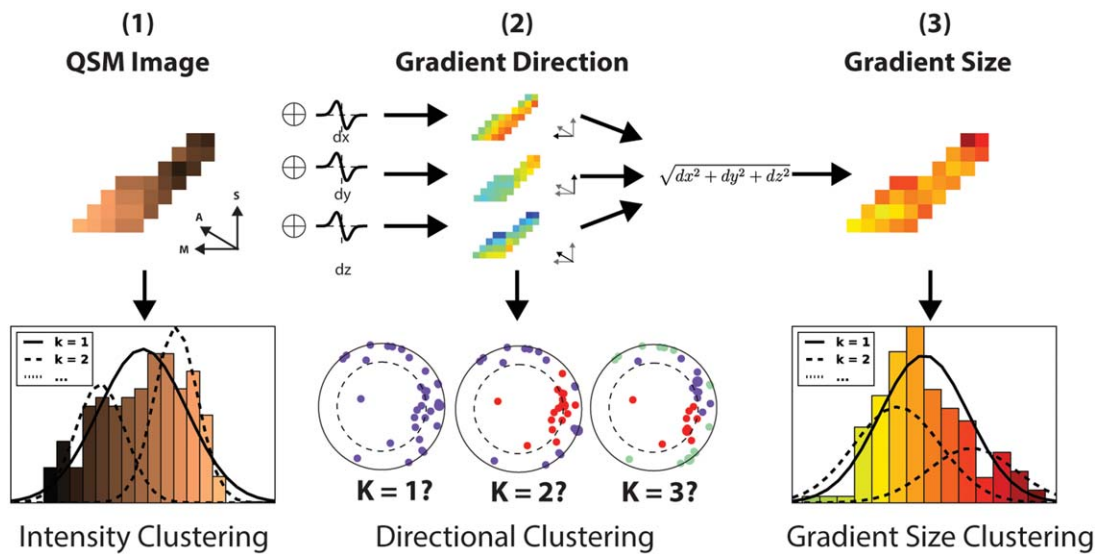 (1)
QSM Image
(2)
Gradient Direction
(3)
Gradient Size
dx
dy
dz
S
A
M
√dx² + dy² + dz²
k = 1
k = 2
...
K = 1?
K = 2?
K = 3?
k = 1
k = 2
...
Intensity Clustering
Directional Clustering
Gradient Size Clustering